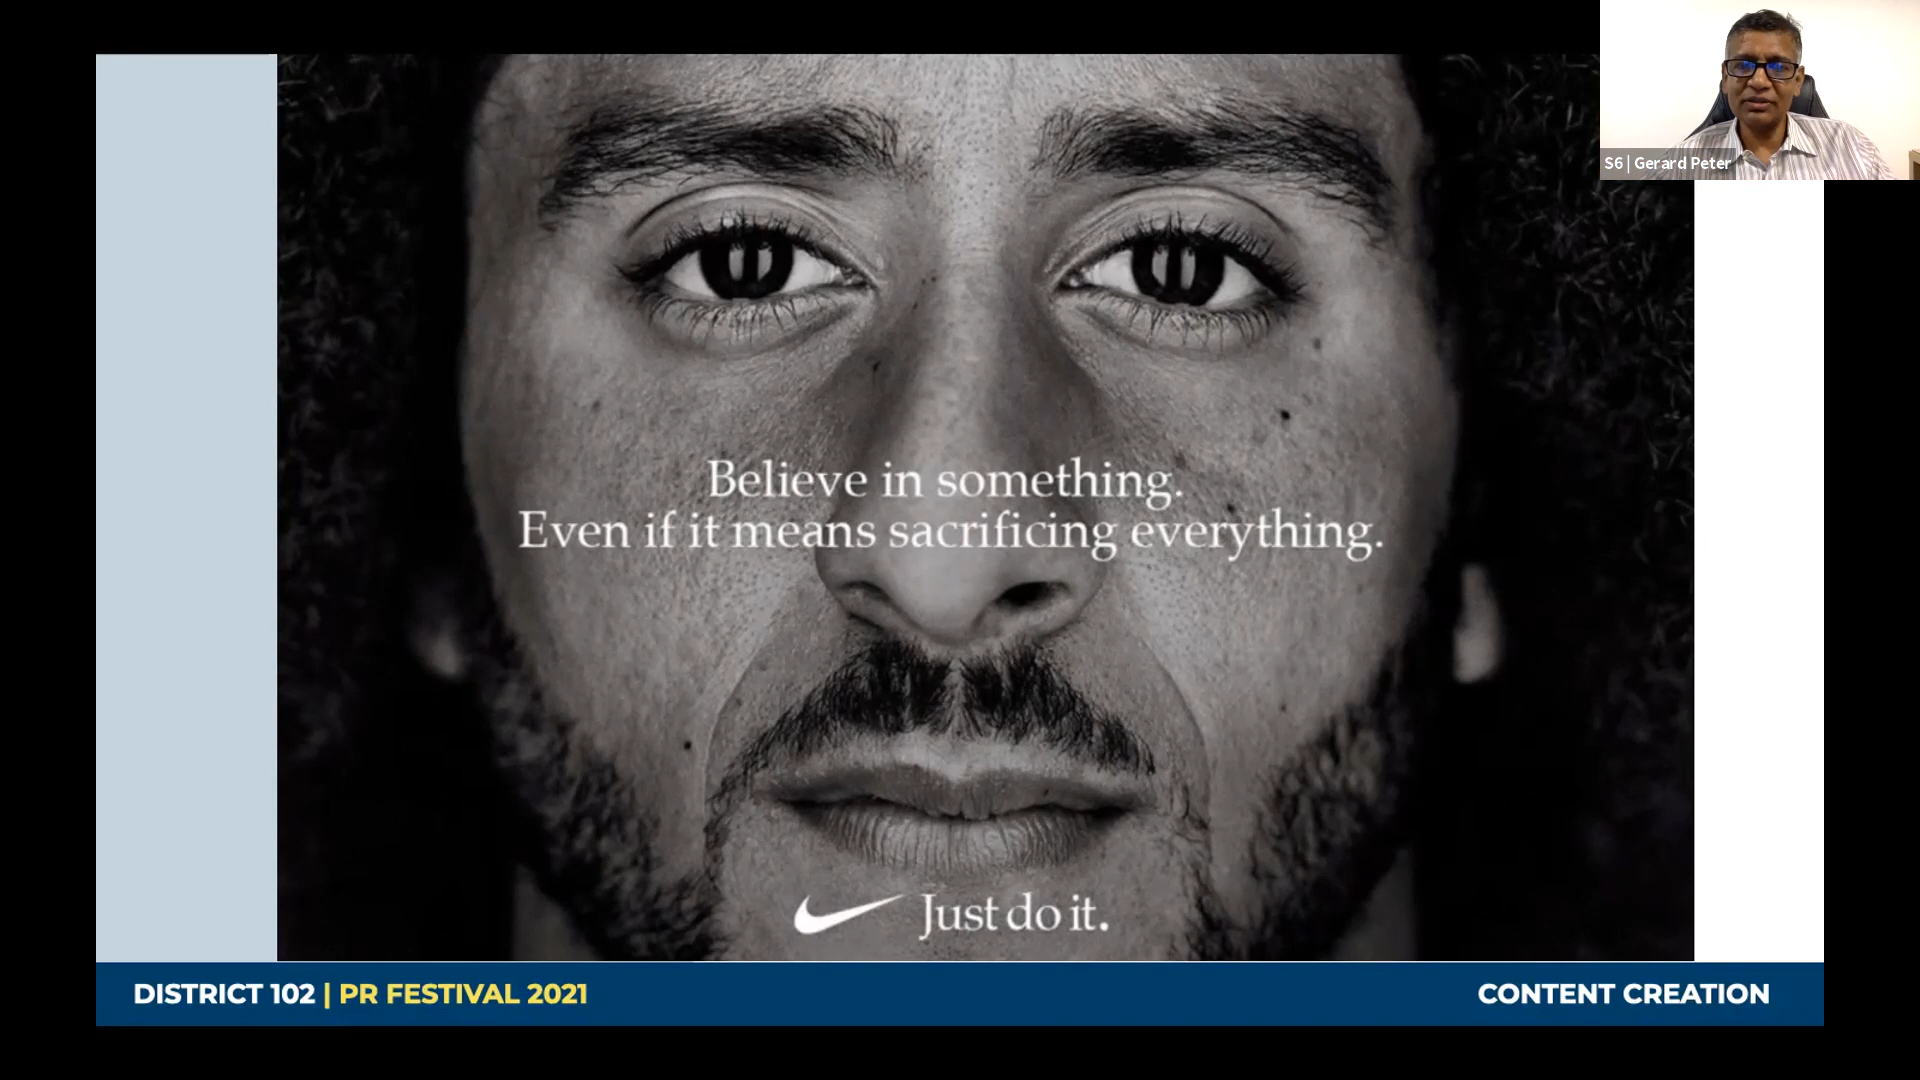 S6 | Gerard Peter
Believe in something.
Even if it means sacrificing everything.
Just do it.
DISTRICT 102 | PR FESTIVAL 2021
CONTENT CREATION